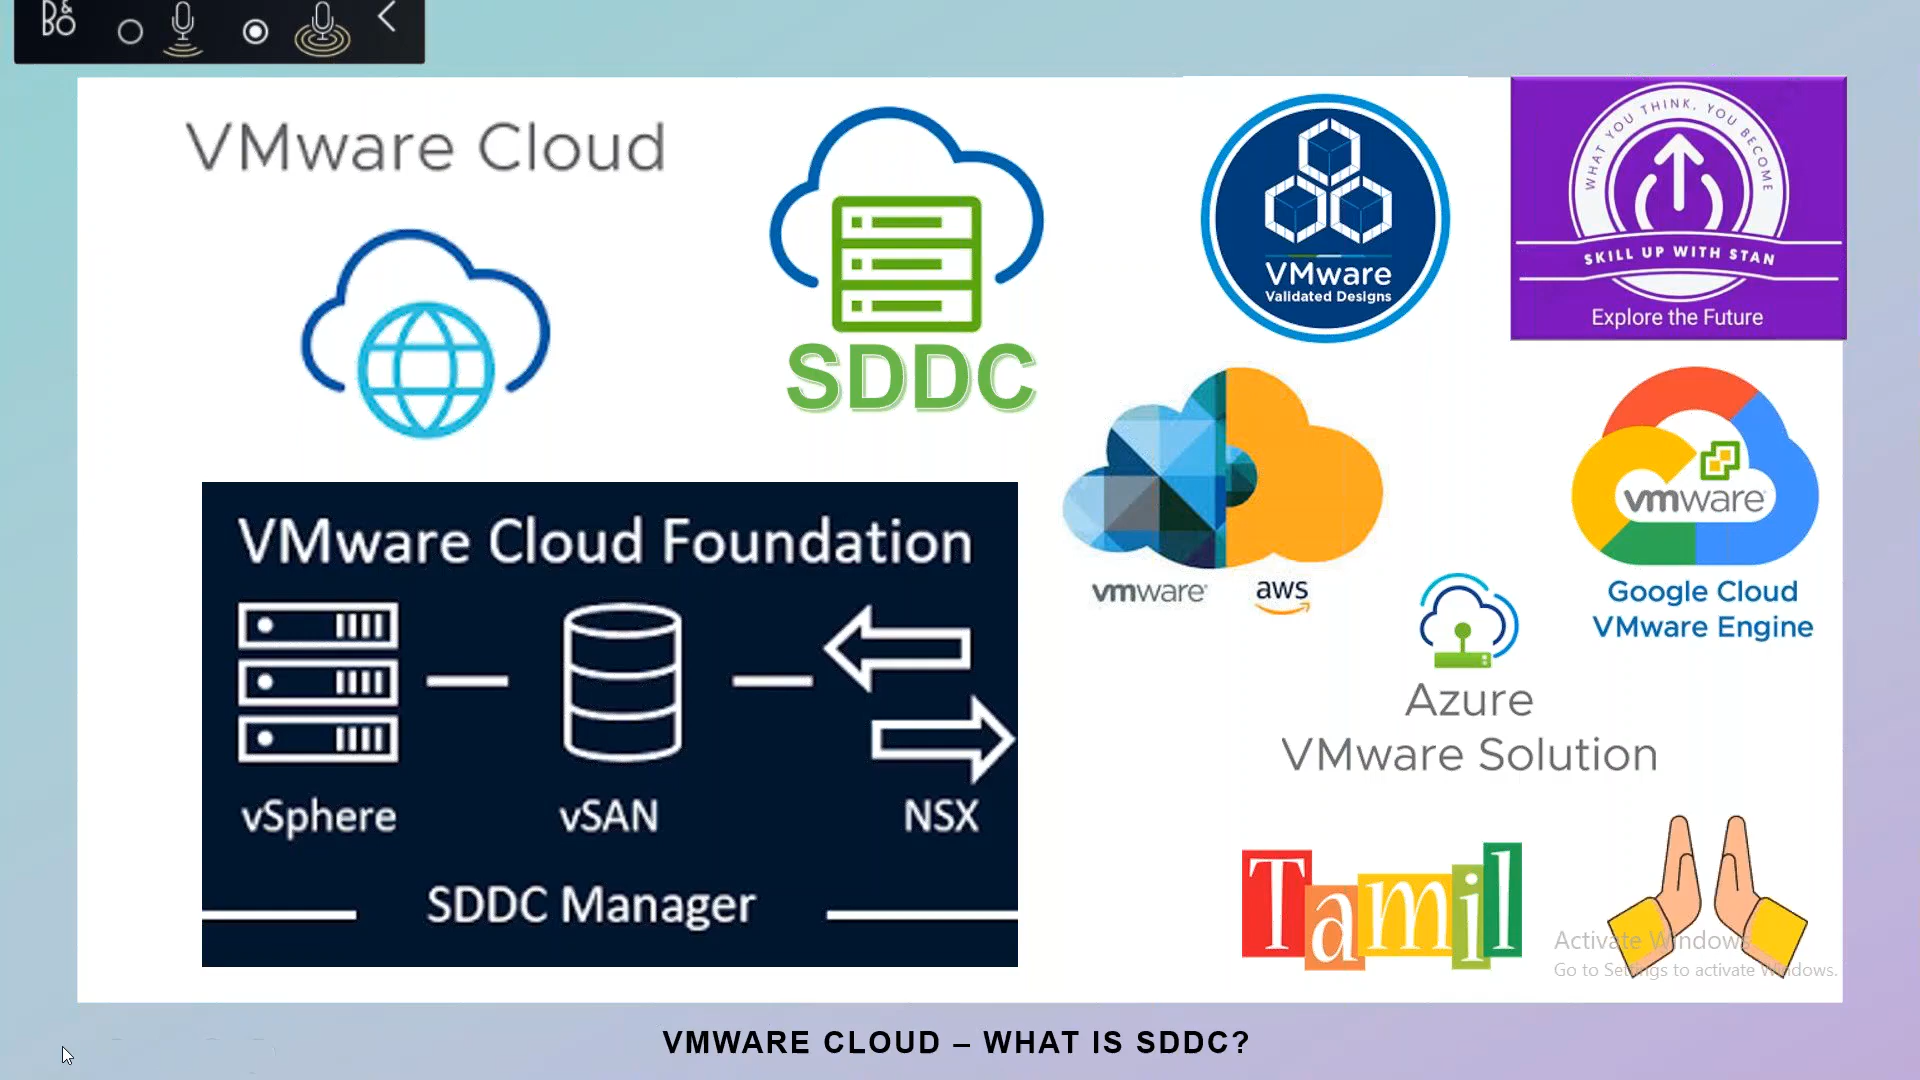 B&O
VMware Cloud
SDDC
VMware
Validated Designs
WHAT YOU THINK, YOU BECOME
SKILL UP WITH STAN
Explore the Future
vmware
aws
vmware
Google Cloud
VMware Engine
Azure
VMware Solution
VMware Cloud Foundation
vSphere
vSAN
NSX
SDDC Manager
Tamil
Activate Windows
Go to Settings to activate Windows.
VMWARE CLOUD – WHAT IS SDDC?